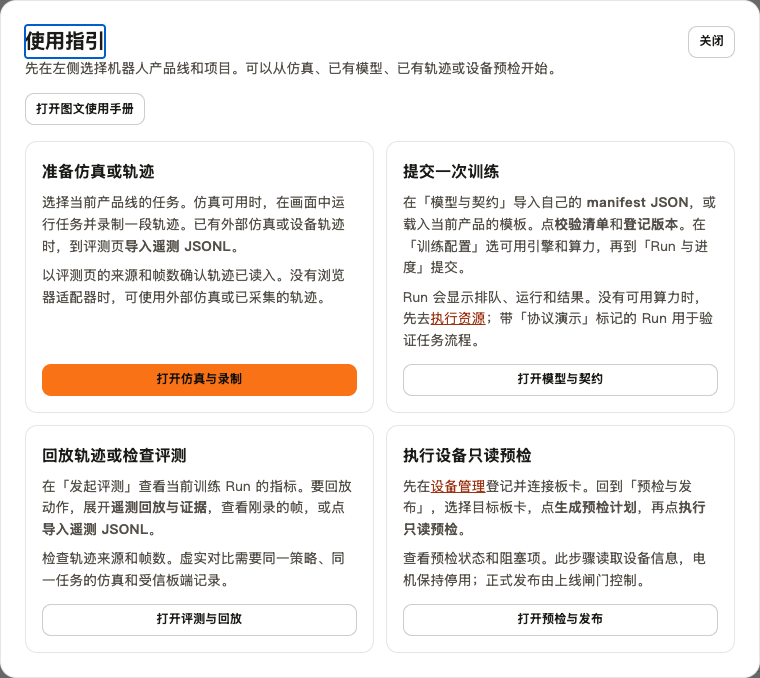 使用指引
关闭
先在左侧选择机器人产品线和项目。可以从仿真、已有模型、已有轨迹或设备预检开始。
打开图文使用手册
准备仿真或轨迹
选择当前产品线的任务。仿真可用时，在画面中运
行任务并录制一段轨迹。已有外部仿真或设备轨迹
时，到评测页导入遥测 JSONL。
以评测页的来源和帧数确认轨迹已读入。没有浏览
器适配器时，可使用外部仿真或已采集的轨迹。
打开仿真与录制
提交一次训练
在「模型与契约」导入自己的 manifest JSON，或
载入当前产品的模板。点校验清单和登记版本。在
「训练配置」选可用引擎和算力，再到「Run 与进
度」提交。
Run 会显示排队、运行和结果。没有可用算力时，
先去执行资源；带「协议演示」标记的 Run 用于验
证任务流程。
打开模型与契约
回放轨迹或检查评测
在「发起评测」查看当前训练 Run 的指标。要回放
动作，展开遥测回放与证据，查看刚录的帧，或点
导入遥测 JSONL。
检查轨迹来源和帧数。虚实对比需要同一策略、同
一任务的仿真和受信板端记录。
打开评测与回放
执行设备只读预检
先在设备管理登记并连接板卡。回到「预检与发
布」，选择目标板卡，点生成预检计划，再点执行
只读预检。
查看预检状态和阻塞项。此步骤读取设备信息，电
机保持停用；正式发布由上线闸门控制。
打开预检与发布